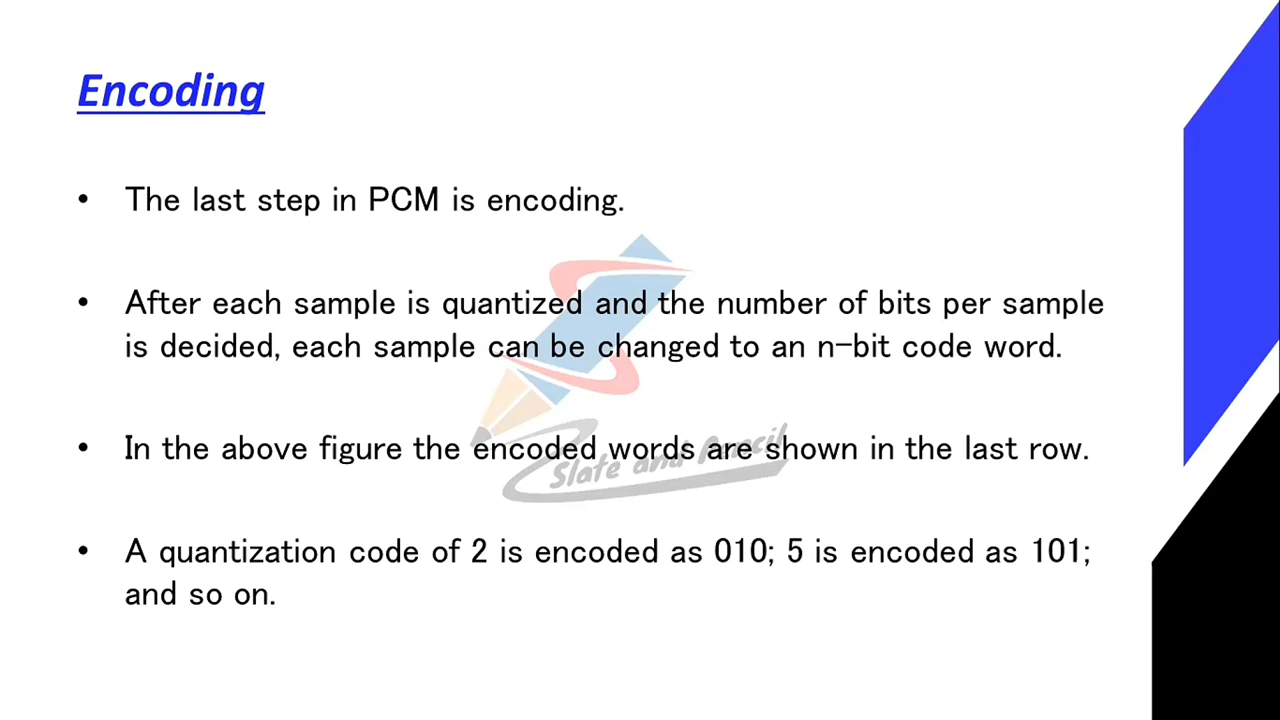 Encoding
• The last step in PCM is encoding.
• After each sample is quantized and the number of bits per sample
is decided, each sample can be changed to an n-bit code word.
• In the above figure the encoded words are shown in the last row.
Slate and Pencil
• A quantization code of 2 is encoded as 010; 5 is encoded as 101;
and so on.